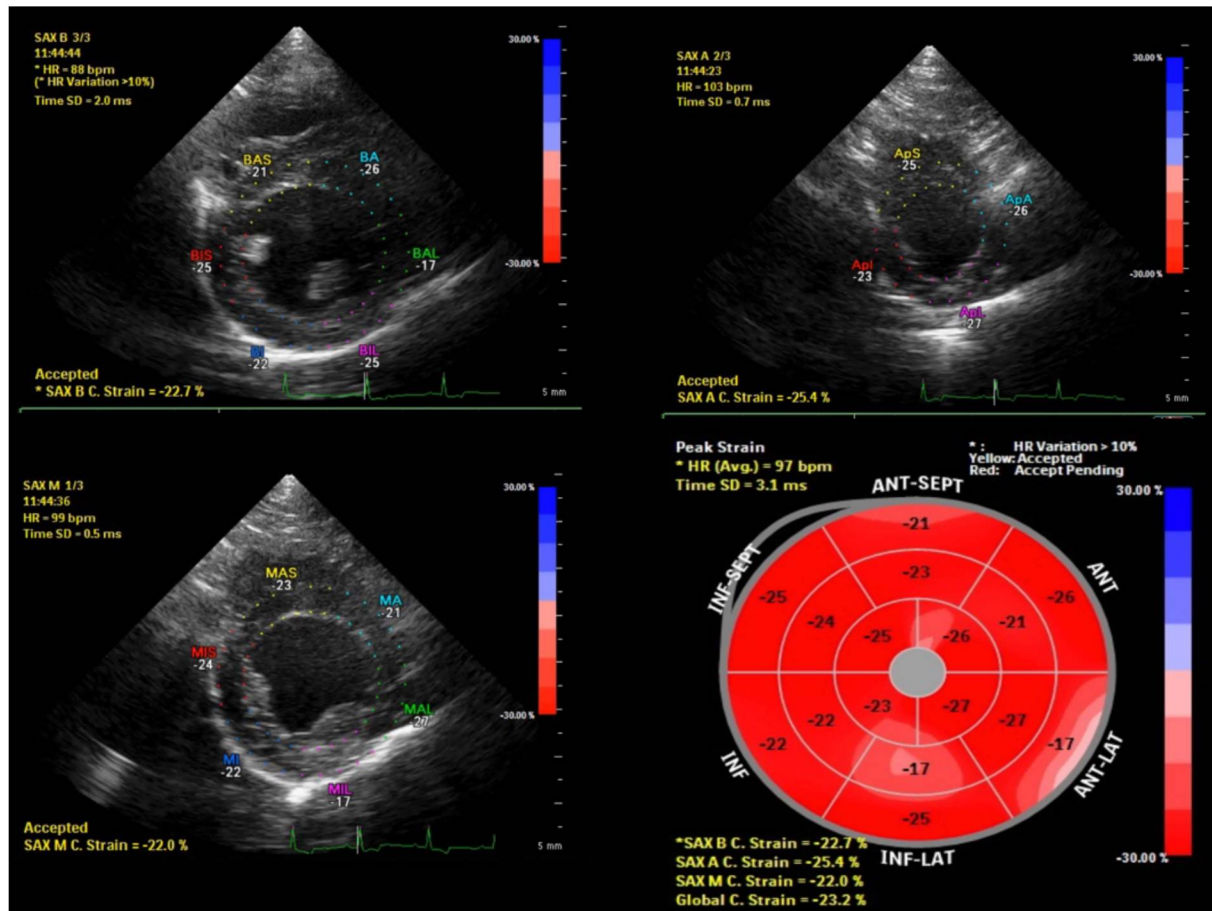 SAX B 3/3
11:44:44
* HR = 88 bpm
(* HR Variation >10%)
Time SD = 2.0 ms
30.00 %
BAS
-21
BA
-26
BIS
-25
BAL
-17
-30.00 %
BI
-22
BIL
-25
Accepted
* SAX B C. Strain = -22.7 %
5 mm
SAX A 2/3
11:44:23
HR = 103 bpm
Time SD = 0.7 ms
30.00 %
ApS
-25
ApA
-26
ApI
-23
-30.00 %
ApL
-27
Accepted
SAX A C. Strain = -25.4 %
5 mm
SAX M 1/3
11:44:36
HR = 99 bpm
Time SD = 0.5 ms
30.00 %
MAS
-23
MA
-21
MIS
-24
MAL
-27
-30.00 %
MI
-22
MIL
-17
Accepted
SAX M C. Strain = -22.0 %
5 mm
Peak Strain
* HR (Avg.) = 97 bpm
Time SD = 3.1 ms
* : HR Variation > 10%
Yellow: Accepted
Red: Accept Pending
30.00 %
ANT-SEPT
-21
INF-SEPT
ANT
-23
-25
-26
-24
-21
-25
-26
-23
-27
-22
-27
-22
-17
-17
-25
INF
ANT-LAT
INF-LAT
-30.00 %
*SAX B C. Strain = -22.7 %
SAX A C. Strain = -25.4 %
SAX M C. Strain = -22.0 %
Global C. Strain = -23.2 %